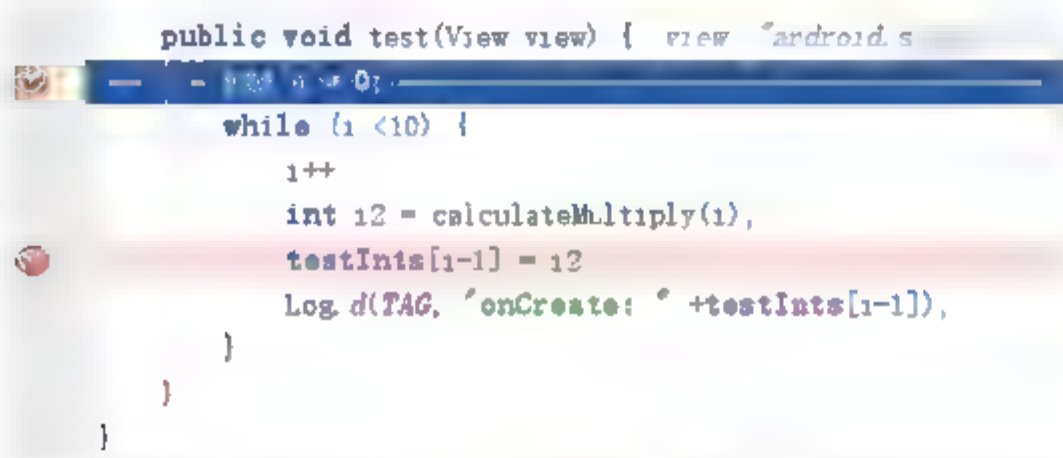 public void test(View view) { view "android.s
0;
while (i <10) {
i++
int i2 = calculateMultiply(i),
testInts[i-1] = i2
Log.d(TAG, "onCreate: " +testInts[i-1]),
}
}
}